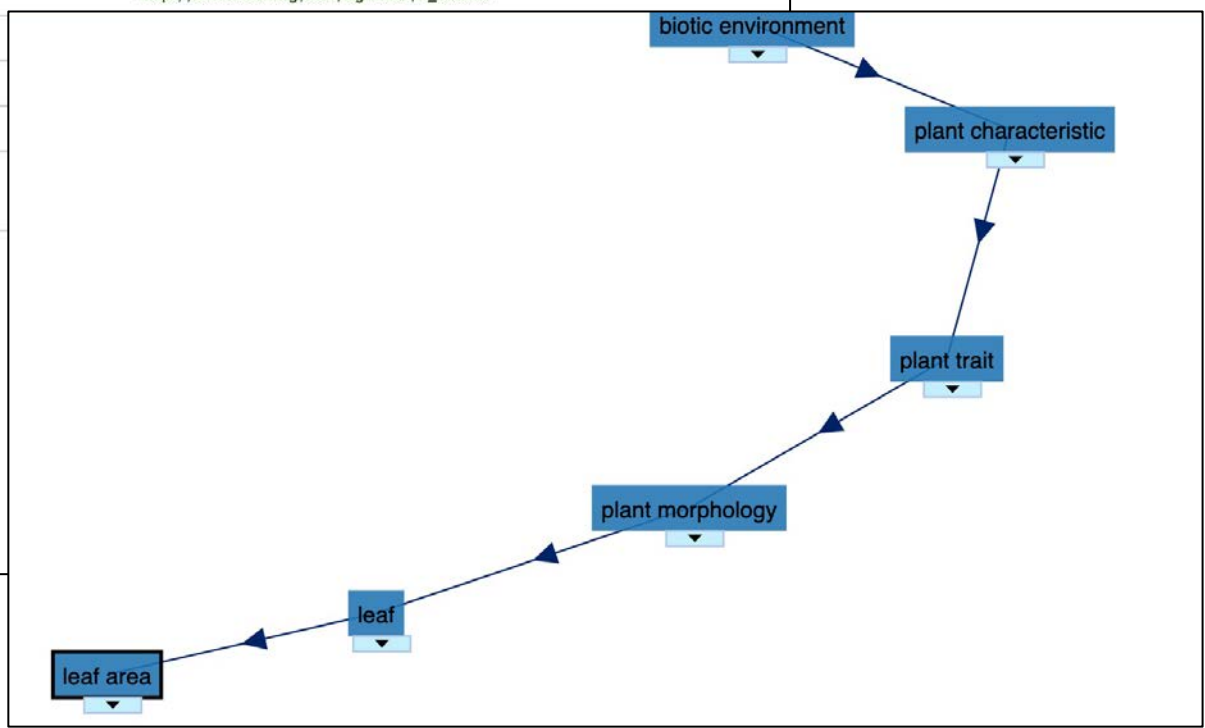 biotic environment
plant characteristic
plant trait
plant morphology
leaf
leaf area